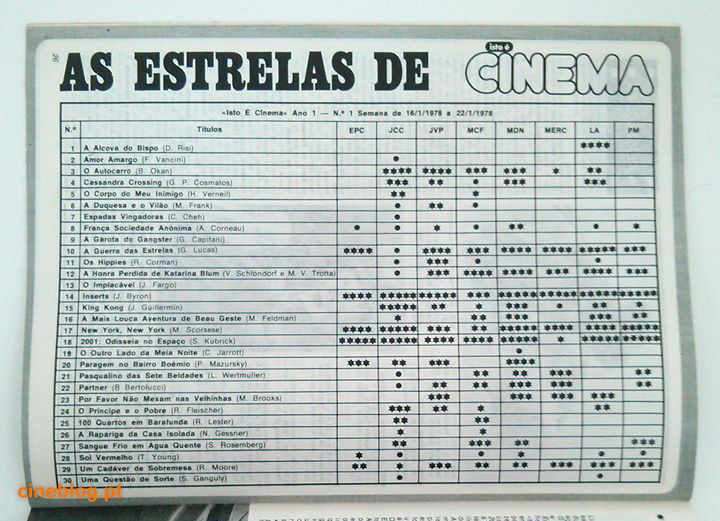 26
AS ESTRELAS DE isto é CINEMA
«Isto É Cinema» Ano 1 — N.º 1 Semana de 16/1/1978 a 22/1/1978
N.º Títulos EPC JCC JVP MCF MDN MERC LA PM
1 A Alcova do Bispo (D. Risi) ****
2 Amor Amargo (F. Vancini) ●
3 O Autocarro (B. Okan) **** **** *** *** * **
4 Cassandra Crossing (G. P. Cosmatos) *** ** ● *** ***
5 O Corpo do Meu Inimigo (H. Verneil) ** *
6 A Duquesa e o Vilão (M. Frank) ● ** ●
7 Espadas Vingadoras (C. Cheh) ●
8 França Sociedade Anónima (A. Corneau) ● ● * ● ** ● *
9 A Garota do Gangster (G. Capitani)
10 A Guerra das Estrelas (G. Lucas) **** ● **** *** **** *** ***** ***
11 Os Hippies (R. Corman) ● *** ● ●
12 A Honra Perdida de Katarina Blum (V. Schlöndorf e M. V. Trotta) ● *** **** *** *** **** ***
13 O Implacável (J. Fargo)
14 Inserts (J. Byron)
15 King Kong (J. Guillermin)
16 A Mais Louca Aventura de Beau Geste (M. Feldman)
17 New York, New York (M. Scorsese)
18 2001: Odisseia no Espaço (S. Kubrick)
19 O Outro Lado da Meia Noite (C. Jarrott) ●
20 Paragem no Bairro Boémio (P. Mazursky) *** ** ** ****
21 Pasqualino das Sete Beldades (L. Wertmuller)
22 Partner (B Bertolucci)
23 Por Favor Não Mexam nas Velhinhas (M. Brooks)
24 O Príncipe e o Pobre (R. Fleischer) *** ** * **
25 100 Quartos em Barafunda (R. Lester) ** *
26 A Rapariga da Casa Isolada (N. Gessner) * *
27 Sangue Frio em Agua Quente (S. Rosemberg)
28 Sol Vermelho (T. Young)
29 Um Cadáver de Sobremesa (R. Moore)
30 Uma Questão de Sorte (S. Ganguly) ● ●
cineblog.pt